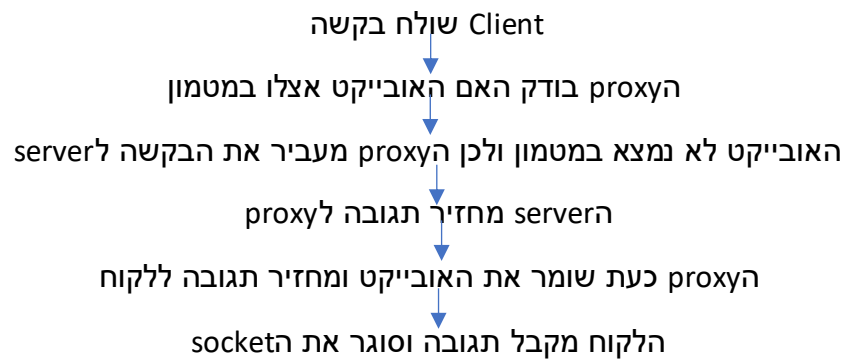 Client שולח בקשה
הproxy בודק האם האובייקט אצלו במטמון
האובייקט לא נמצא במטמון ולכן הproxy מעביר את הבקשה לserver
הserver מחזיר תגובה לproxy
הproxy כעת שומר את האובייקט ומחזיר תגובה ללקוח
הלקוח מקבל תגובה וסוגר את הsocket